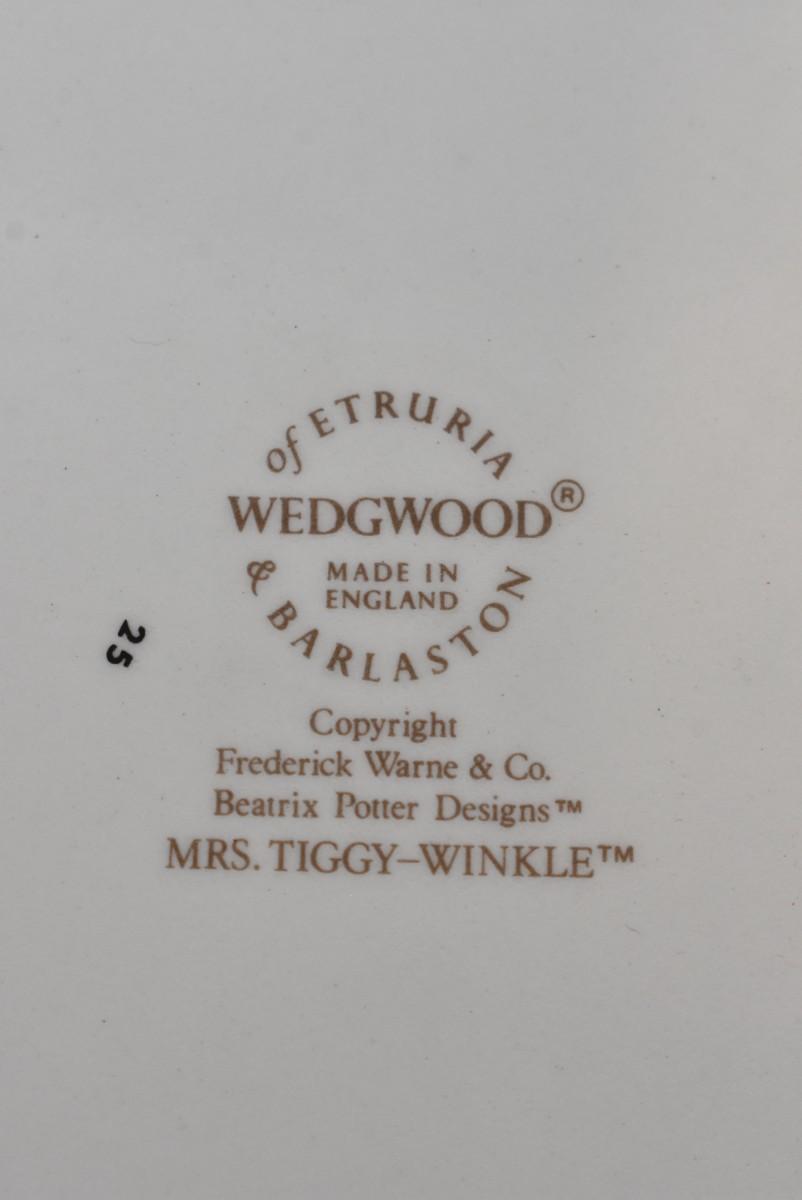 of ETRURIA
WEDGWOOD®
MADE IN
ENGLAND
& BARLASTON
25
Copyright
Frederick Warne & Co.
Beatrix Potter Designs™
MRS. TIGGY–WINKLE™